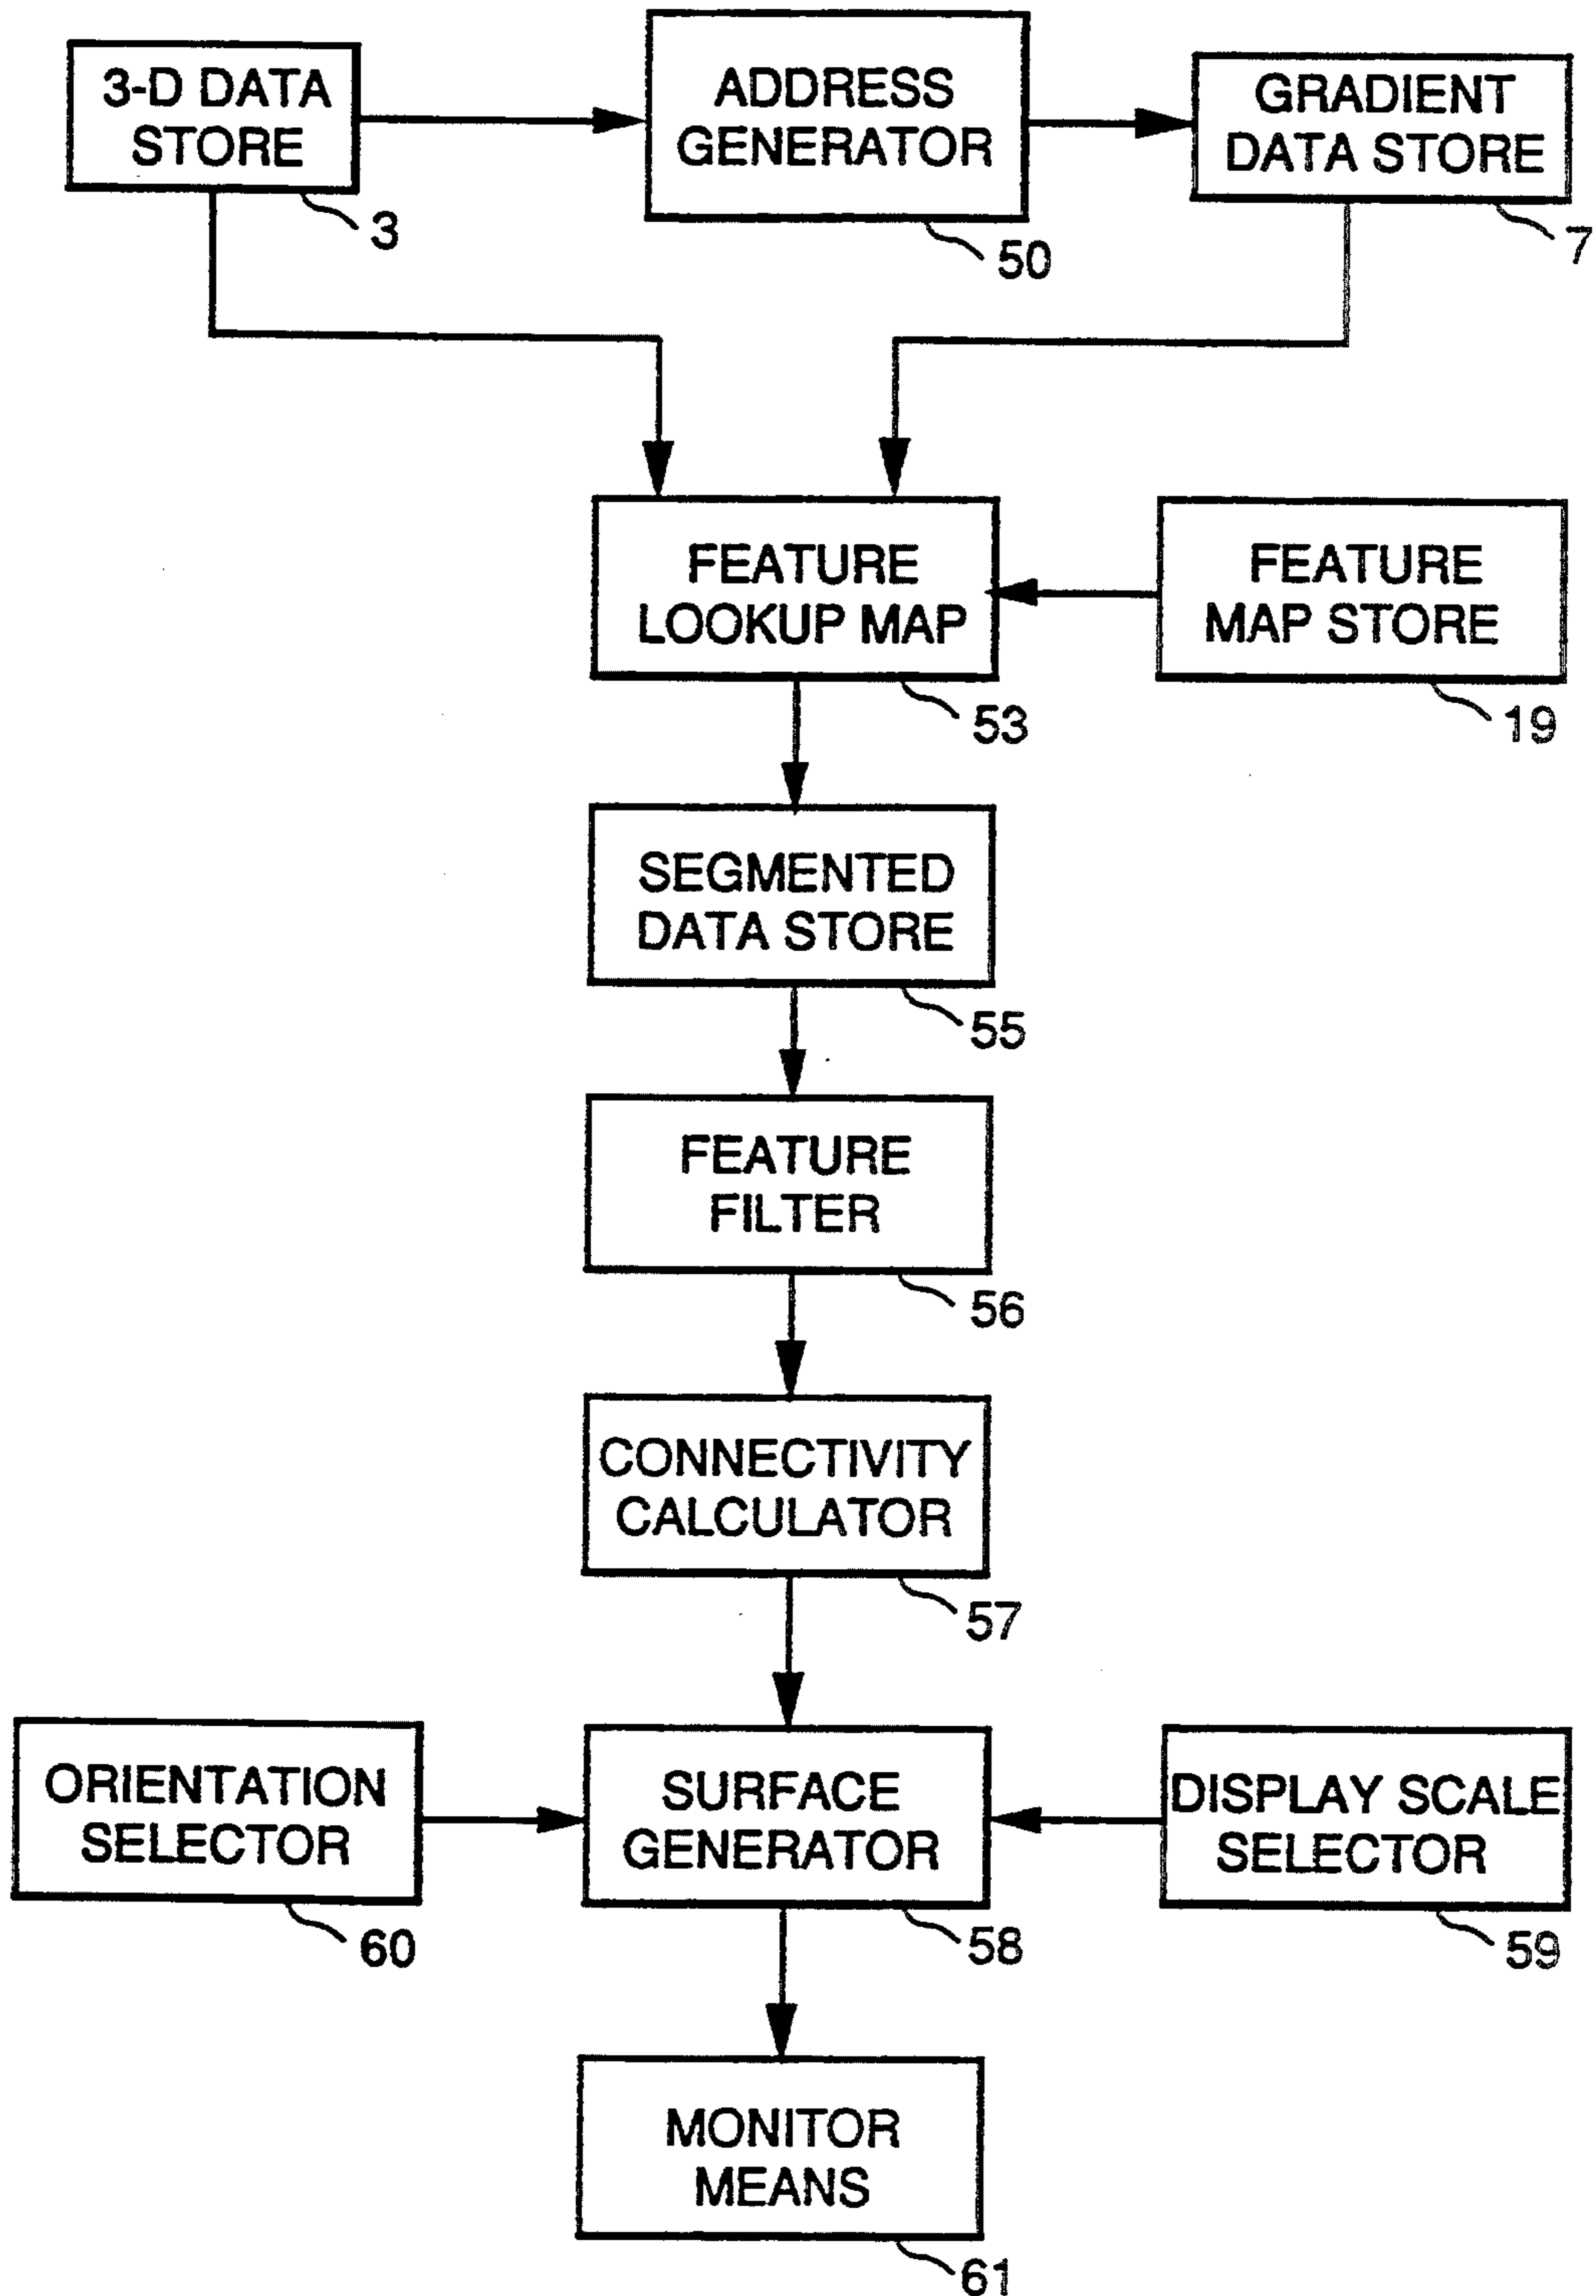 3-D DATA
STORE
3
ADDRESS
GENERATOR
50
GRADIENT
DATA STORE
7
FEATURE
LOOKUP MAP
53
FEATURE
MAP STORE
19
SEGMENTED
DATA STORE
55
FEATURE
FILTER
56
CONNECTIVITY
CALCULATOR
57
ORIENTATION
SELECTOR
60
SURFACE
GENERATOR
58
DISPLAY SCALE
SELECTOR
59
MONITOR
MEANS
61